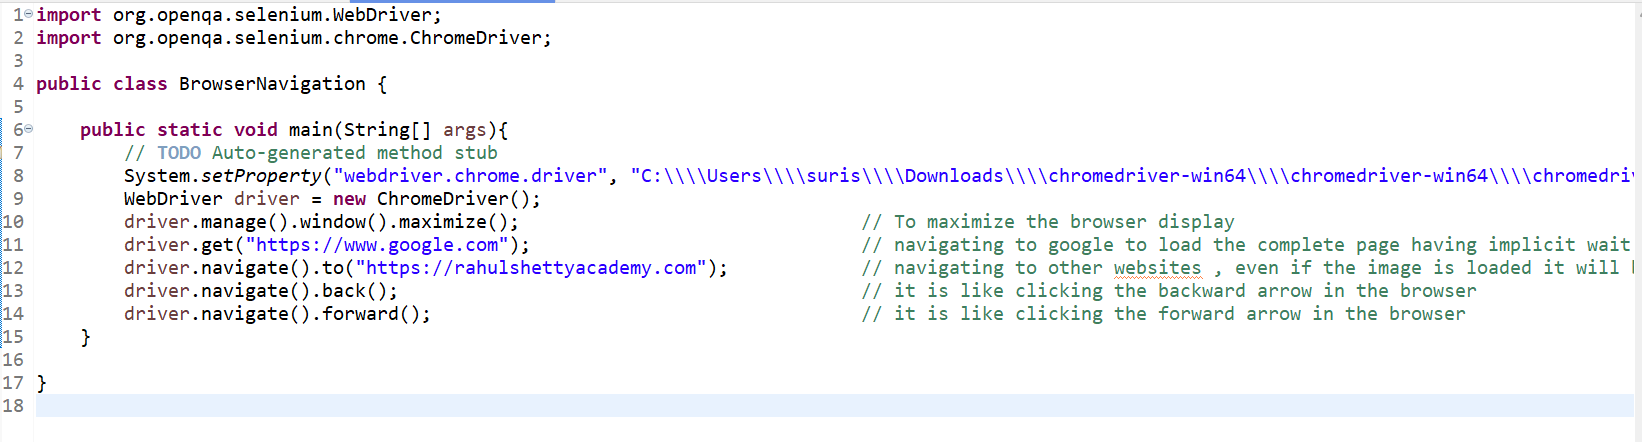 1 import org.openqa.selenium.WebDriver;
2 import org.openqa.selenium.chrome.ChromeDriver;
3
4 public class BrowserNavigation {
5
6 public static void main(String[] args){
7 // TODO Auto-generated method stub
8 System.setProperty("webdriver.chrome.driver", "C:\\\\Users\\\\suris\\\\Downloads\\\\chromedriver-win64\\\\chromedriver-win64\\\\chromedri
9 WebDriver driver = new ChromeDriver();
10 driver.manage().window().maximize(); // To maximize the browser display
11 driver.get("https://www.google.com"); // navigating to google to load the complete page having implicit wait
12 driver.navigate().to("https://rahulshettyacademy.com"); // navigating to other websites , even if the image is loaded it will
13 driver.navigate().back(); // it is like clicking the backward arrow in the browser
14 driver.navigate().forward(); // it is like clicking the forward arrow in the browser
15 }
16
17 }
18